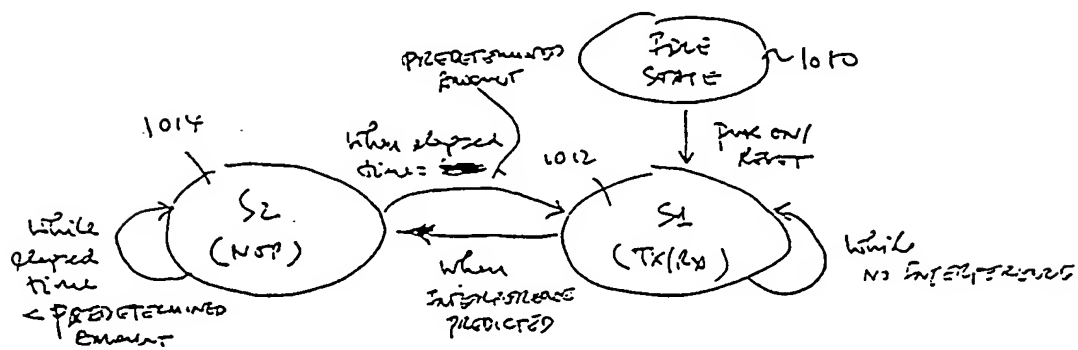 IDLE
STATE
1010
PREDETERMINED
AMOUNT
PWR ON/
RESET
1014
When elapsed
time =
1012
S2
(NOP)
S1
(TX/RX)
While
elapsed
time
< PREDETERMINED
AMOUNT
When
INTERFERENCE
PREDICTED
While
NO INTERFERENCE